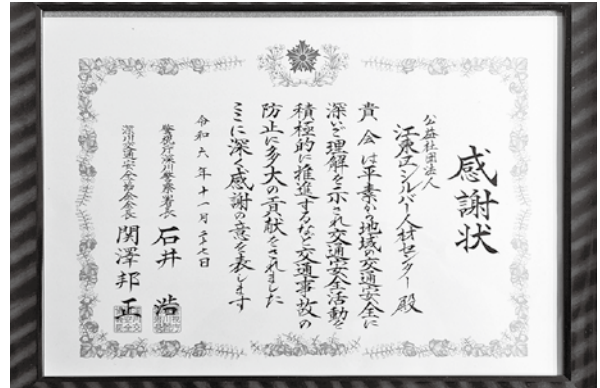 感謝状
公益社団法人
江東区シルバー人材センター 殿
貴会は平素から地域の交通安全に
深いご理解を示され交通安全活動を
積極的に推進するなど交通事故の
防止に多大の貢献をされました
ここに深く感謝の意を表します
令和六年十一月二十七日
警視庁深川警察署長 石井 浩
深川交通安全協会会長 関澤邦正